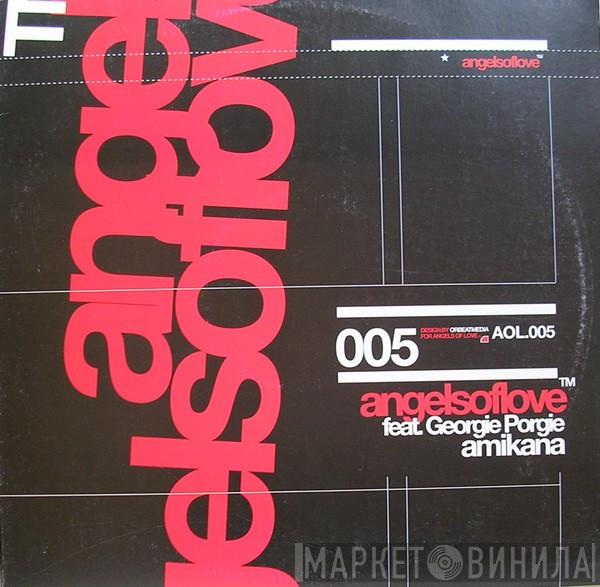 angelsoflove
angelsoflove
★ angelsoflove™
005
DESIGN BY ORBEATMEDIA
FOR ANGELS OF LOVE
AOL.005
angelsoflove™
feat. Georgie Porgie
amikana
МАРКЕТ ВИНИЛА